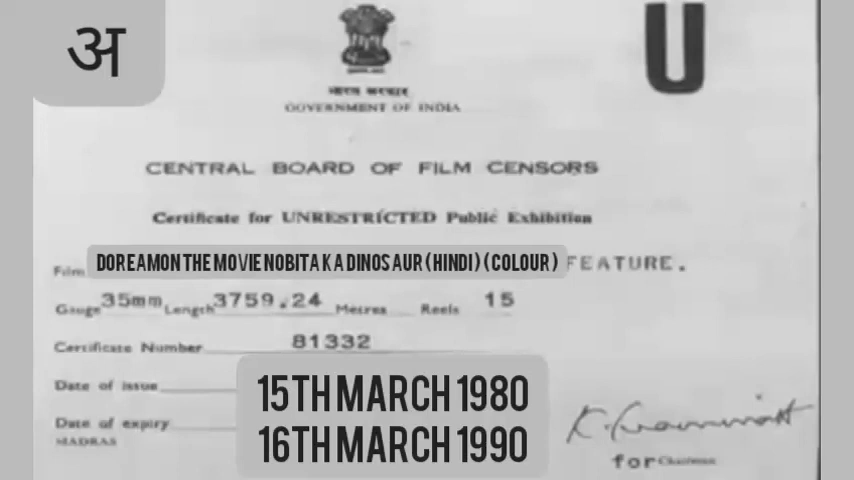 अ
U
भारत सरकार
GOVERNMENT OF INDIA
CENTRAL BOARD OF FILM CENSORS
Certificate for UNRESTRICTED Public Exhibition
Film DOREAMON THE MOVIE NOBITA KA DINOSAUR (HINDI) (COLOUR) FEATURE.
Gauge 35mm Length 3759.24 Metres Reels 15
Certificate Number 81332
Date of issue 15TH MARCH 1980
Date of expiry 16TH MARCH 1990
MADRAS
for Chairman